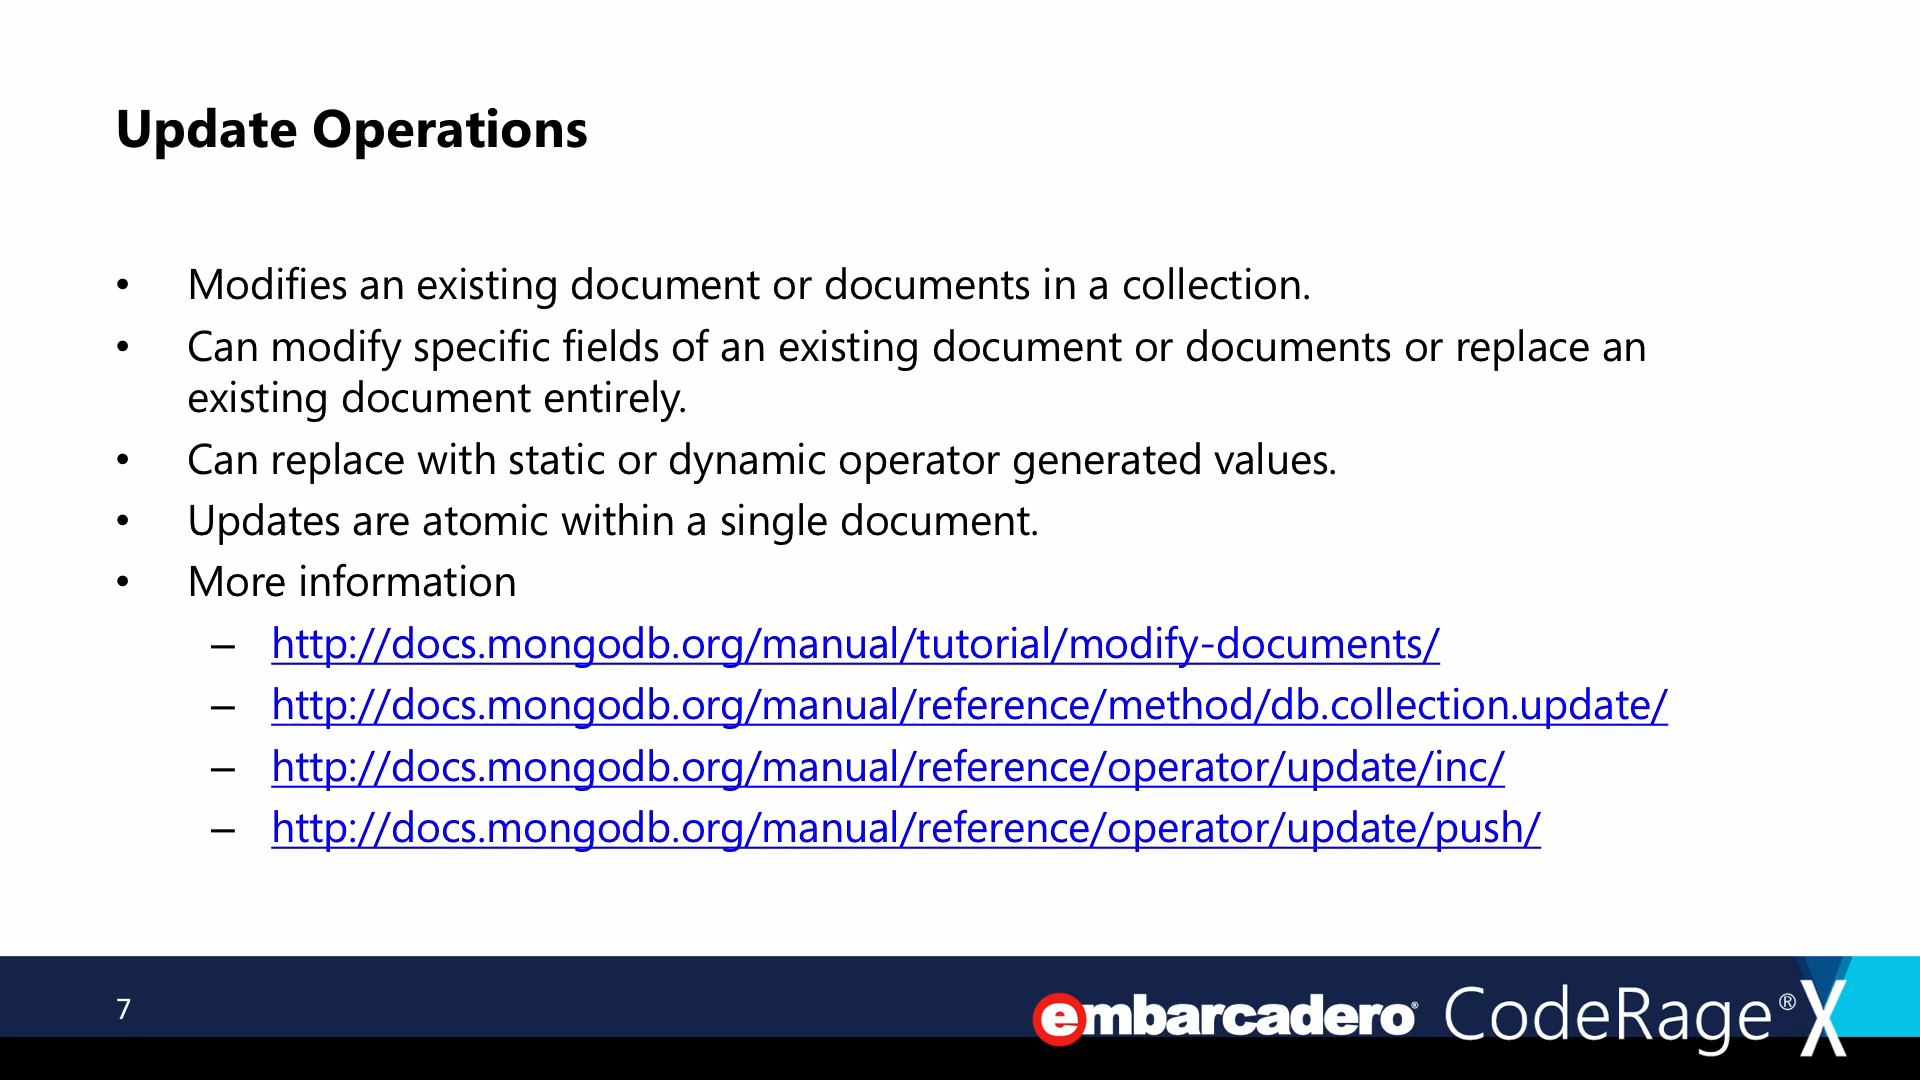 Update Operations
• Modifies an existing document or documents in a collection.
• Can modify specific fields of an existing document or documents or replace an
existing document entirely.
• Can replace with static or dynamic operator generated values.
• Updates are atomic within a single document.
• More information
– http://docs.mongodb.org/manual/tutorial/modify-documents/
– http://docs.mongodb.org/manual/reference/method/db.collection.update/
– http://docs.mongodb.org/manual/reference/operator/update/inc/
– http://docs.mongodb.org/manual/reference/operator/update/push/
7
embarcadero® CodeRage® X